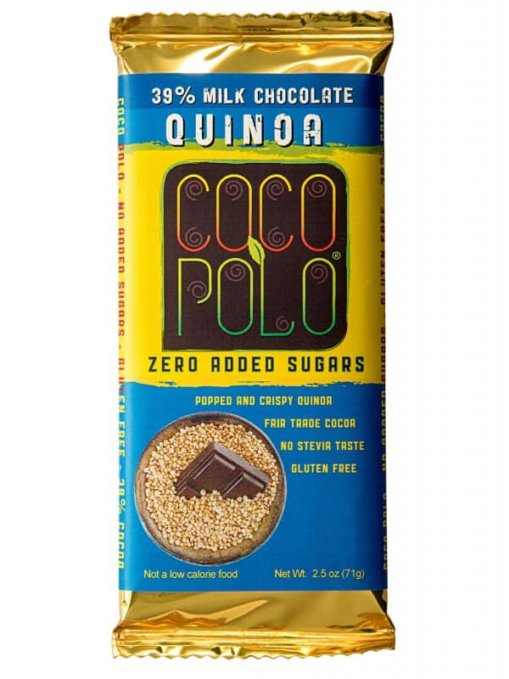 39% MILK CHOCOLATE
QUINOA
COCO
POLO®
ZERO ADDED SUGARS
POPPED AND CRISPY QUINOA
FAIR TRADE COCOA
NO STEVIA TASTE
GLUTEN FREE
Not a low calorie food
Net Wt. 2.5 oz (71g)
COCO POLO - NO ADDED SUGARS - GLUTEN FREE - 39% COCOA